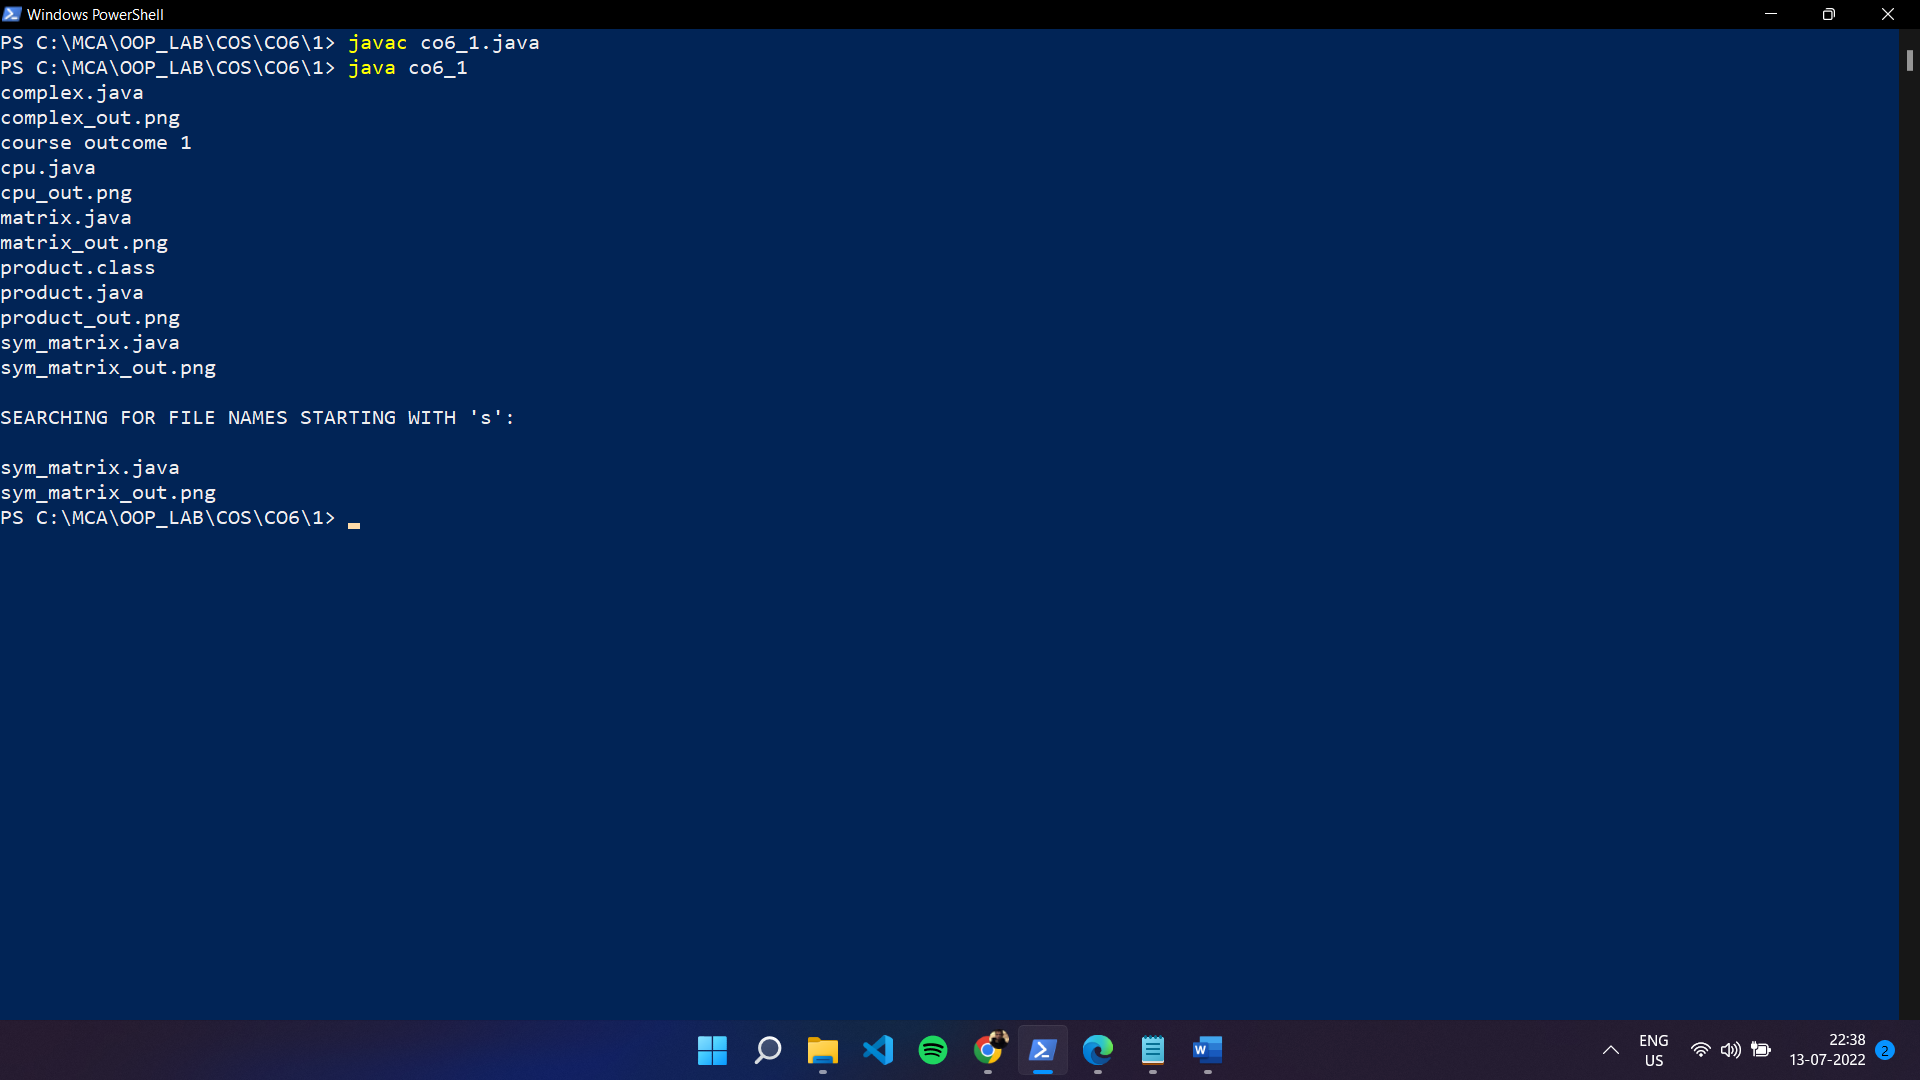 Windows PowerShell
PS C:\MCA\OOP_LAB\COS\CO6\1> javac co6_1.java
PS C:\MCA\OOP_LAB\COS\CO6\1> java co6_1
complex.java
complex_out.png
course outcome 1
cpu.java
cpu_out.png
matrix.java
matrix_out.png
product.class
product.java
product_out.png
sym_matrix.java
sym_matrix_out.png
SEARCHING FOR FILE NAMES STARTING WITH 's':
sym_matrix.java
sym_matrix_out.png
PS C:\MCA\OOP_LAB\COS\CO6\1>
W
ENG
US
22:38
13-07-2022
2